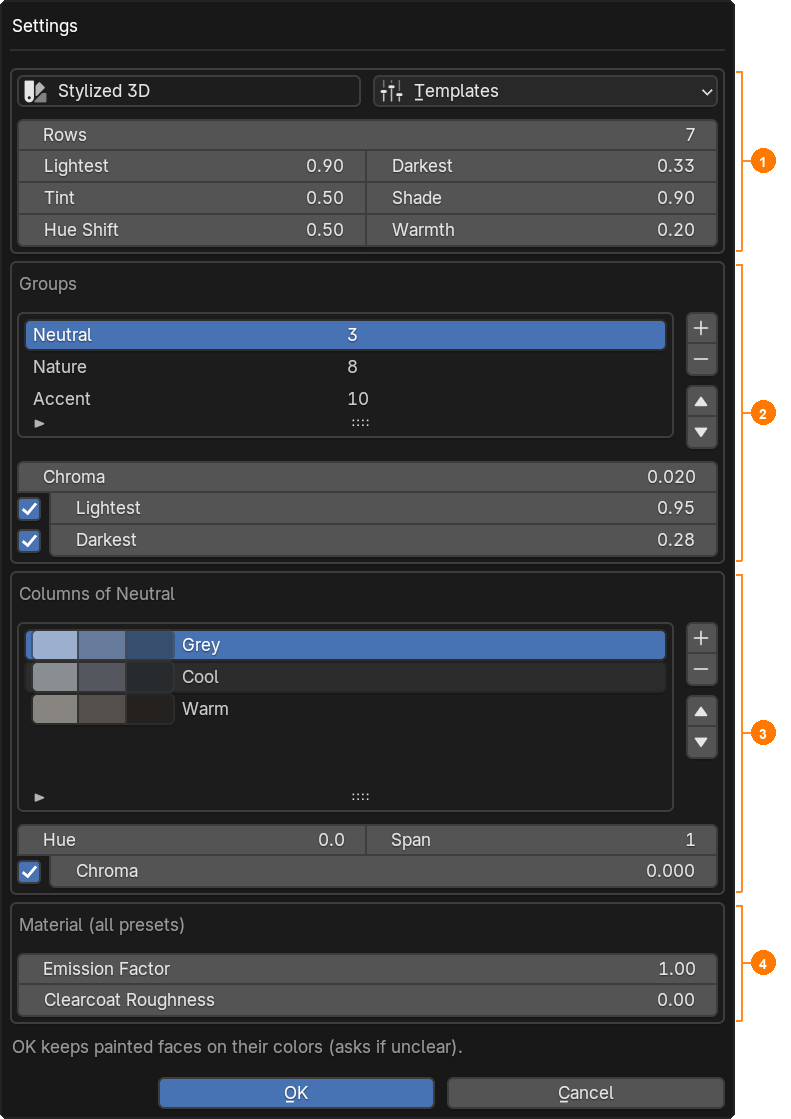 Settings
Stylized 3D Templates
1
Rows 7
Lightest 0.90 Darkest 0.33
Tint 0.50 Shade 0.90
Hue Shift 0.50 Warmth 0.20
Groups
Neutral 3
Nature 8
2
Accent 10
Chroma 0.020
Lightest 0.95
Darkest 0.28
Columns of Neutral
Grey
Cool
Warm
3
Hue 0.0 Span 1
Chroma 0.000
Material (all presets)
4
Emission Factor 1.00
Clearcoat Roughness 0.00
OK keeps painted faces on their colors (asks if unclear).
OK Cancel